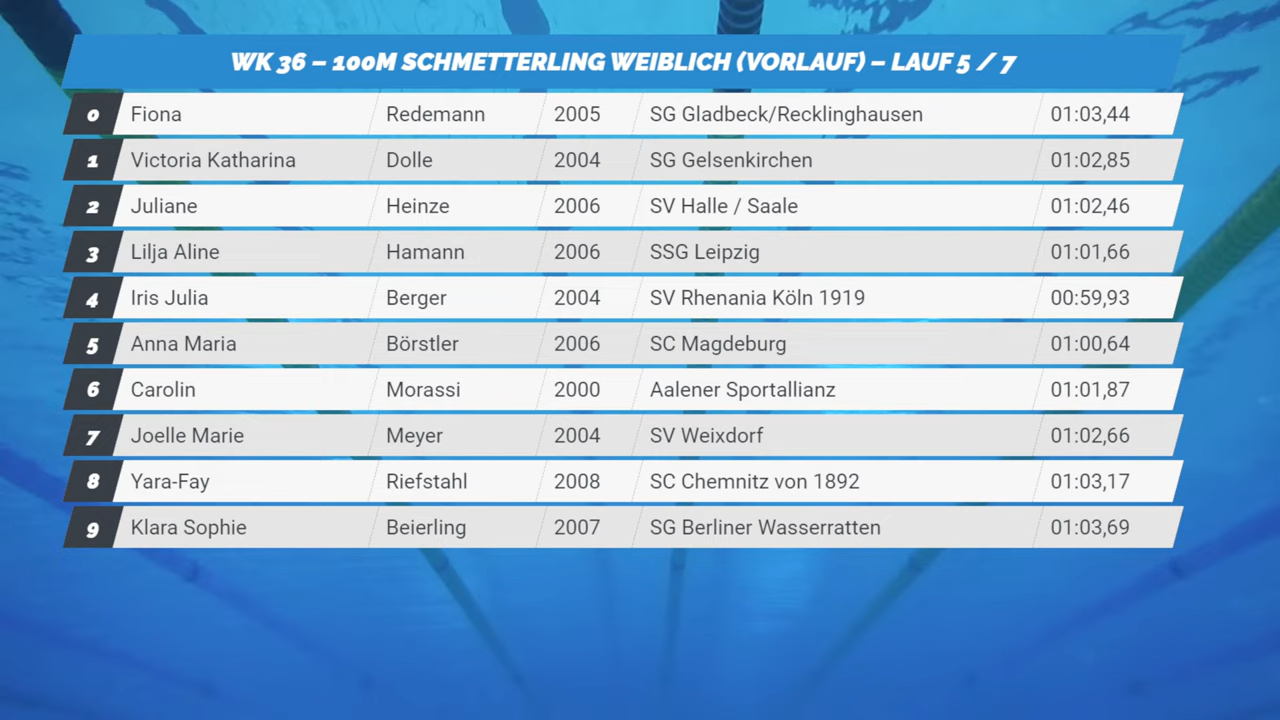 WK 36 – 100M SCHMETTERLING WEIBLICH (VORLAUF) – LAUF 5 / 7
0 Fiona Redemann 2005 SG Gladbeck/Recklinghausen 01:03,44
1 Victoria Katharina Dolle 2004 SG Gelsenkirchen 01:02,85
2 Juliane Heinze 2006 SV Halle / Saale 01:02,46
3 Lilja Aline Hamann 2006 SSG Leipzig 01:01,66
4 Iris Julia Berger 2004 SV Rhenania Köln 1919 00:59,93
5 Anna Maria Börstler 2006 SC Magdeburg 01:00,64
6 Carolin Morassi 2000 Aalener Sportallianz 01:01,87
7 Joelle Marie Meyer 2004 SV Weixdorf 01:02,66
8 Yara-Fay Riefstahl 2008 SC Chemnitz von 1892 01:03,17
9 Klara Sophie Beierling 2007 SG Berliner Wasserratten 01:03,69